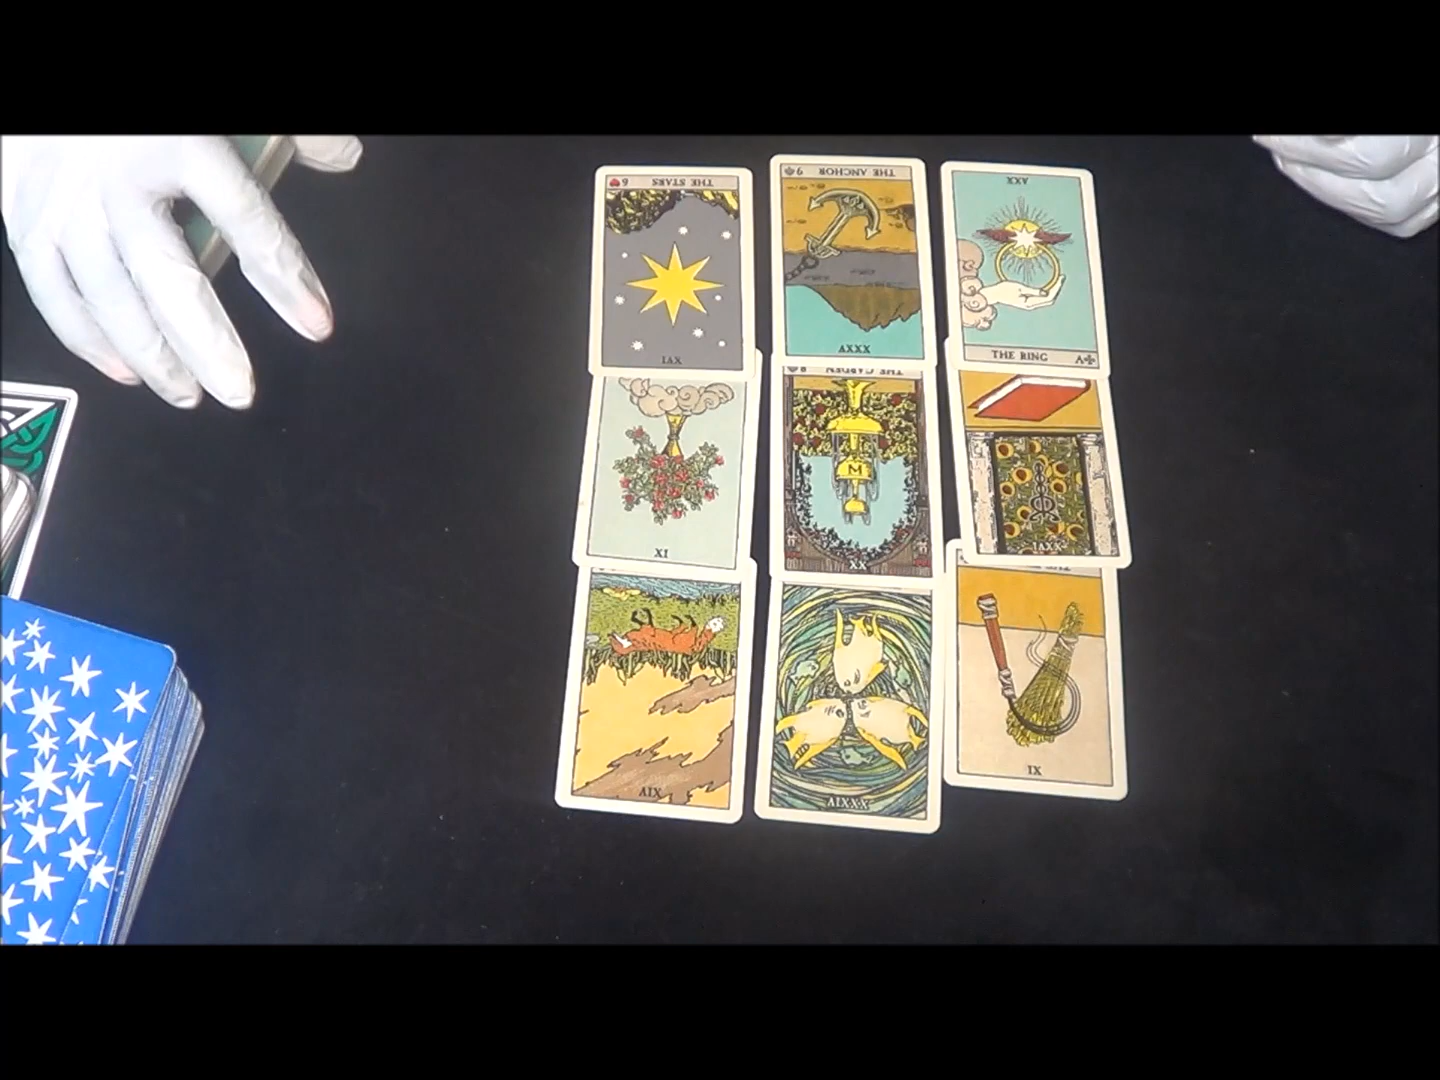 THE STARS 6
XVI
THE ANCHOR 9
XXXV
XXV
THE RING A
IX
THE GARDEN 8
M
XX
XXVI
XIV
XXXIV
XI